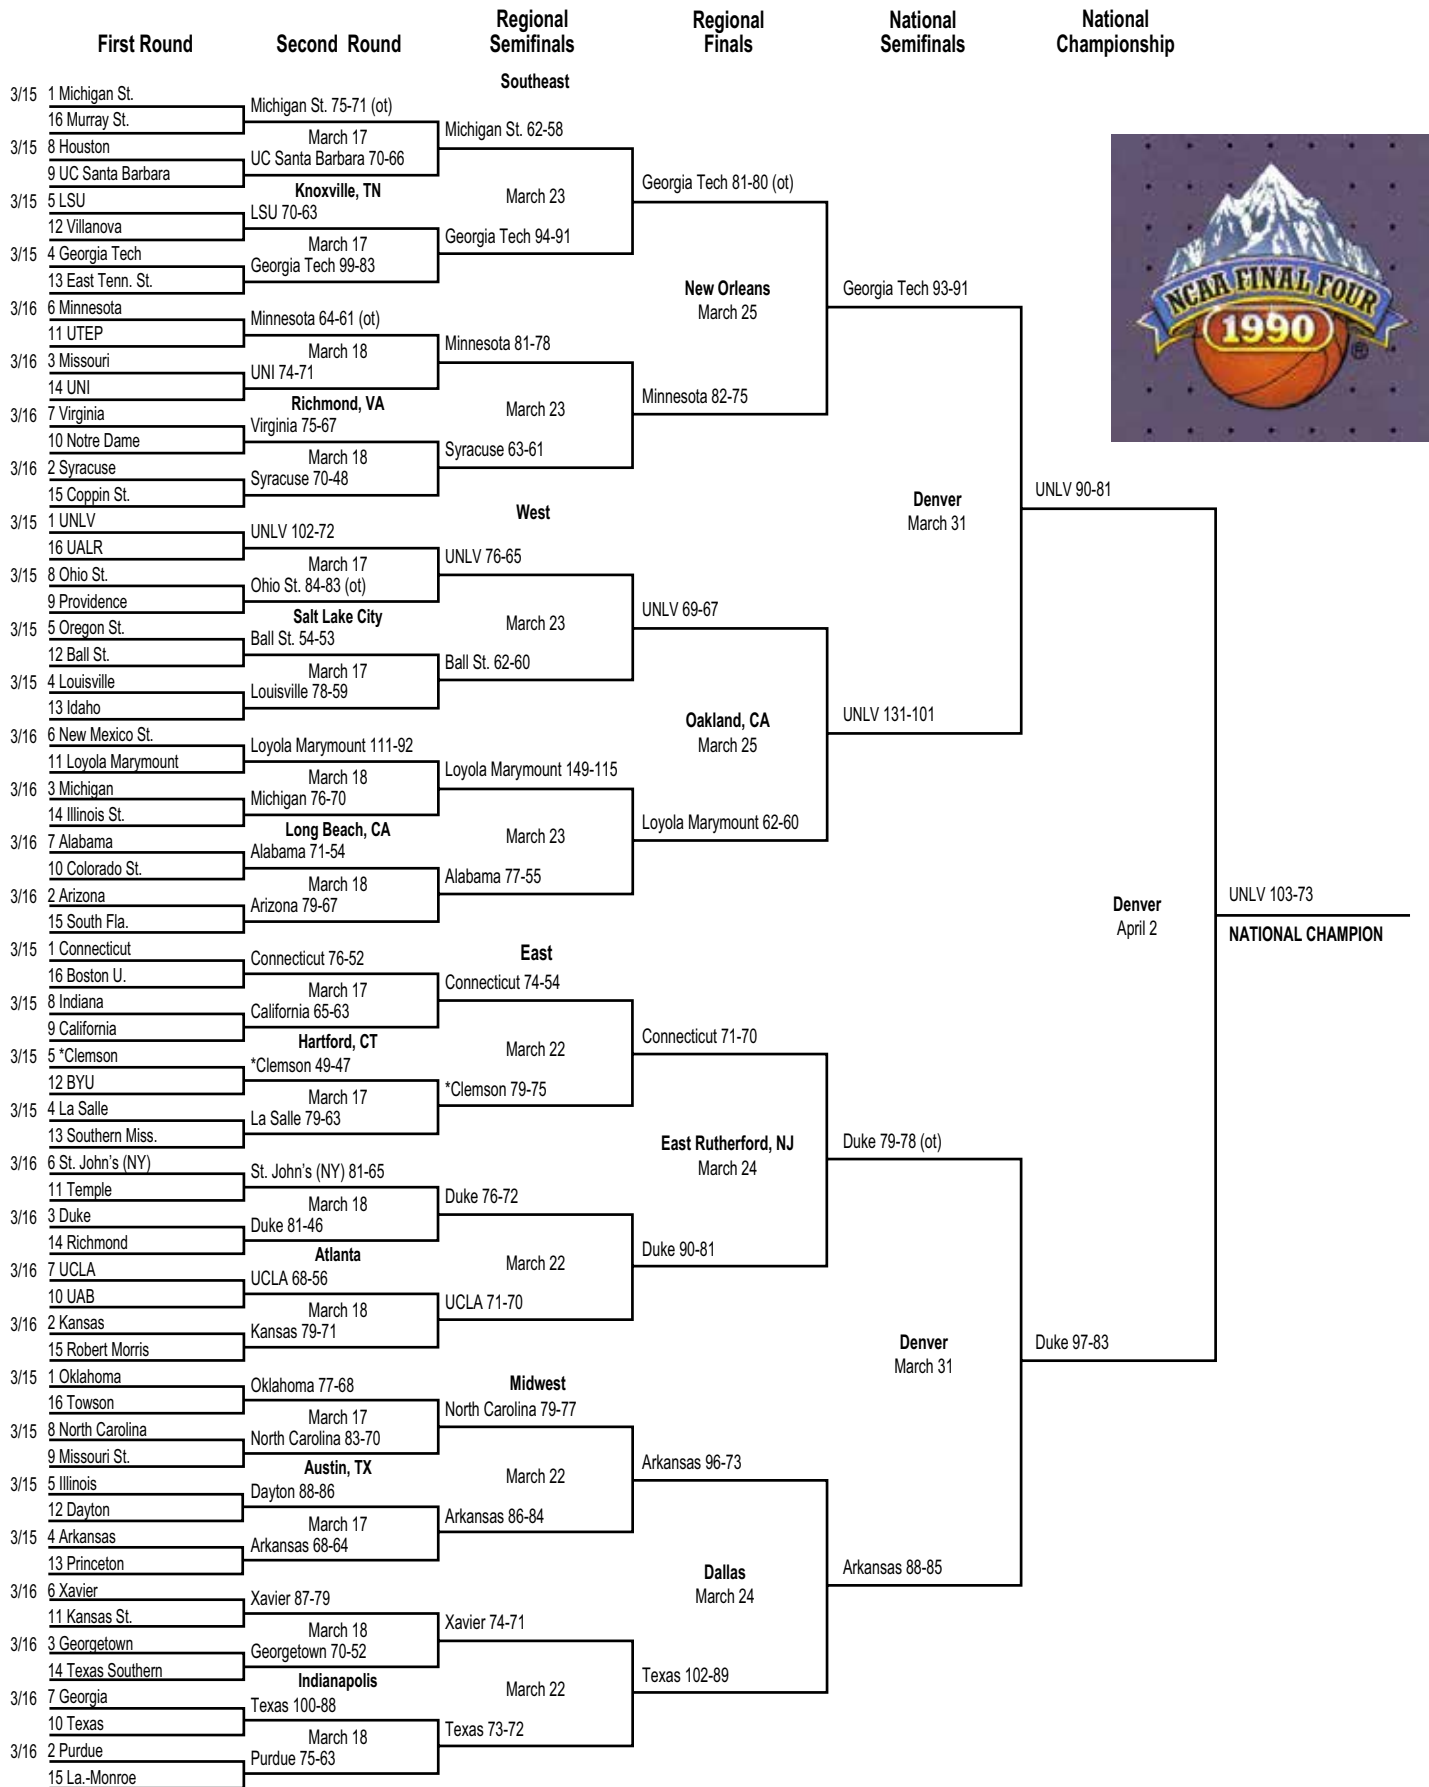 First Round
Second Round
Regional
Semifinals
Regional
Finals
National
Semifinals
National
Championship
Southeast
3/15 1 Michigan St.
16 Murray St.
3/15 8 Houston
9 UC Santa Barbara
3/15 5 LSU
12 Villanova
3/15 4 Georgia Tech
13 East Tenn. St.
3/16 6 Minnesota
11 UTEP
3/16 3 Missouri
14 UNI
3/16 7 Virginia
10 Notre Dame
3/16 2 Syracuse
15 Coppin St.
3/15 1 UNLV
16 UALR
3/15 8 Ohio St.
9 Providence
3/15 5 Oregon St.
12 Ball St.
3/15 4 Louisville
13 Idaho
3/16 6 New Mexico St.
11 Loyola Marymount
3/16 3 Michigan
14 Illinois St.
3/16 7 Alabama
10 Colorado St.
3/16 2 Arizona
15 South Fla.
3/15 1 Connecticut
16 Boston U.
3/15 8 Indiana
9 California
3/15 5 *Clemson
12 BYU
3/15 4 La Salle
13 Southern Miss.
3/16 6 St. John's (NY)
11 Temple
3/16 3 Duke
14 Richmond
3/16 7 UCLA
10 UAB
3/16 2 Kansas
15 Robert Morris
3/15 1 Oklahoma
16 Towson
3/15 8 North Carolina
9 Missouri St.
3/15 5 Illinois
12 Dayton
3/15 4 Arkansas
13 Princeton
3/16 6 Xavier
11 Kansas St.
3/16 3 Georgetown
14 Texas Southern
3/16 7 Georgia
10 Texas
3/16 2 Purdue
15 La.-Monroe
Michigan St. 75-71 (ot)
March 17
UC Santa Barbara 70-66
Knoxville, TN
LSU 70-63
March 17
Georgia Tech 99-83
Minnesota 64-61 (ot)
March 18
UNI 74-71
Richmond, VA
Virginia 75-67
March 18
Syracuse 70-48
UNLV 102-72
March 17
Ohio St. 84-83 (ot)
Salt Lake City
Ball St. 54-53
March 17
Louisville 78-59
Loyola Marymount 111-92
March 18
Michigan 76-70
Long Beach, CA
Alabama 71-54
March 18
Arizona 79-67
Connecticut 76-52
March 17
California 65-63
Hartford, CT
*Clemson 49-47
March 17
La Salle 79-63
St. John's (NY) 81-65
March 18
Duke 81-46
Atlanta
UCLA 68-56
March 18
Kansas 79-71
Oklahoma 77-68
March 17
North Carolina 83-70
Austin, TX
Dayton 88-86
March 17
Arkansas 68-64
Xavier 87-79
March 18
Georgetown 70-52
Indianapolis
Texas 100-88
March 18
Purdue 75-63
Michigan St. 62-58
March 23
Georgia Tech 94-91
Minnesota 81-78
March 23
Syracuse 63-61
West
UNLV 76-65
March 23
Ball St. 62-60
Loyola Marymount 149-115
March 23
Alabama 77-55
East
Connecticut 74-54
March 22
*Clemson 79-75
Duke 76-72
March 22
UCLA 71-70
Midwest
North Carolina 79-77
March 22
Arkansas 86-84
Xavier 74-71
March 22
Texas 73-72
Georgia Tech 81-80 (ot)
New Orleans
March 25
Minnesota 82-75
UNLV 69-67
Oakland, CA
March 25
Loyola Marymount 62-60
Connecticut 71-70
East Rutherford, NJ
March 24
Duke 90-81
Arkansas 96-73
Dallas
March 24
Texas 102-89
Georgia Tech 93-91
Denver
March 31
UNLV 131-101
Duke 79-78 (ot)
Denver
March 31
Arkansas 88-85
UNLV 90-81
Denver
April 2
Duke 97-83
UNLV 103-73
NATIONAL CHAMPION
NCAA FINAL FOUR
1990
®